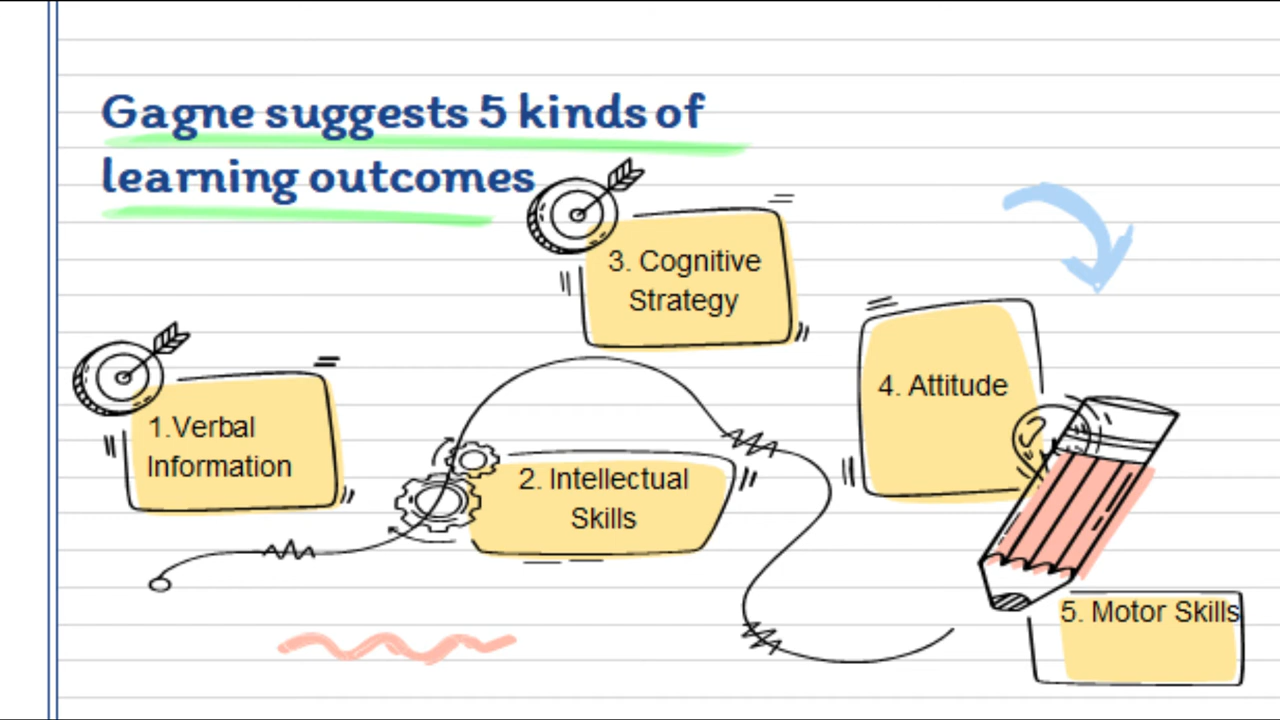 Gagne suggests 5 kinds of
learning outcomes
1.Verbal
Information
2. Intellectual
Skills
3. Cognitive
Strategy
4. Attitude
5. Motor Skills